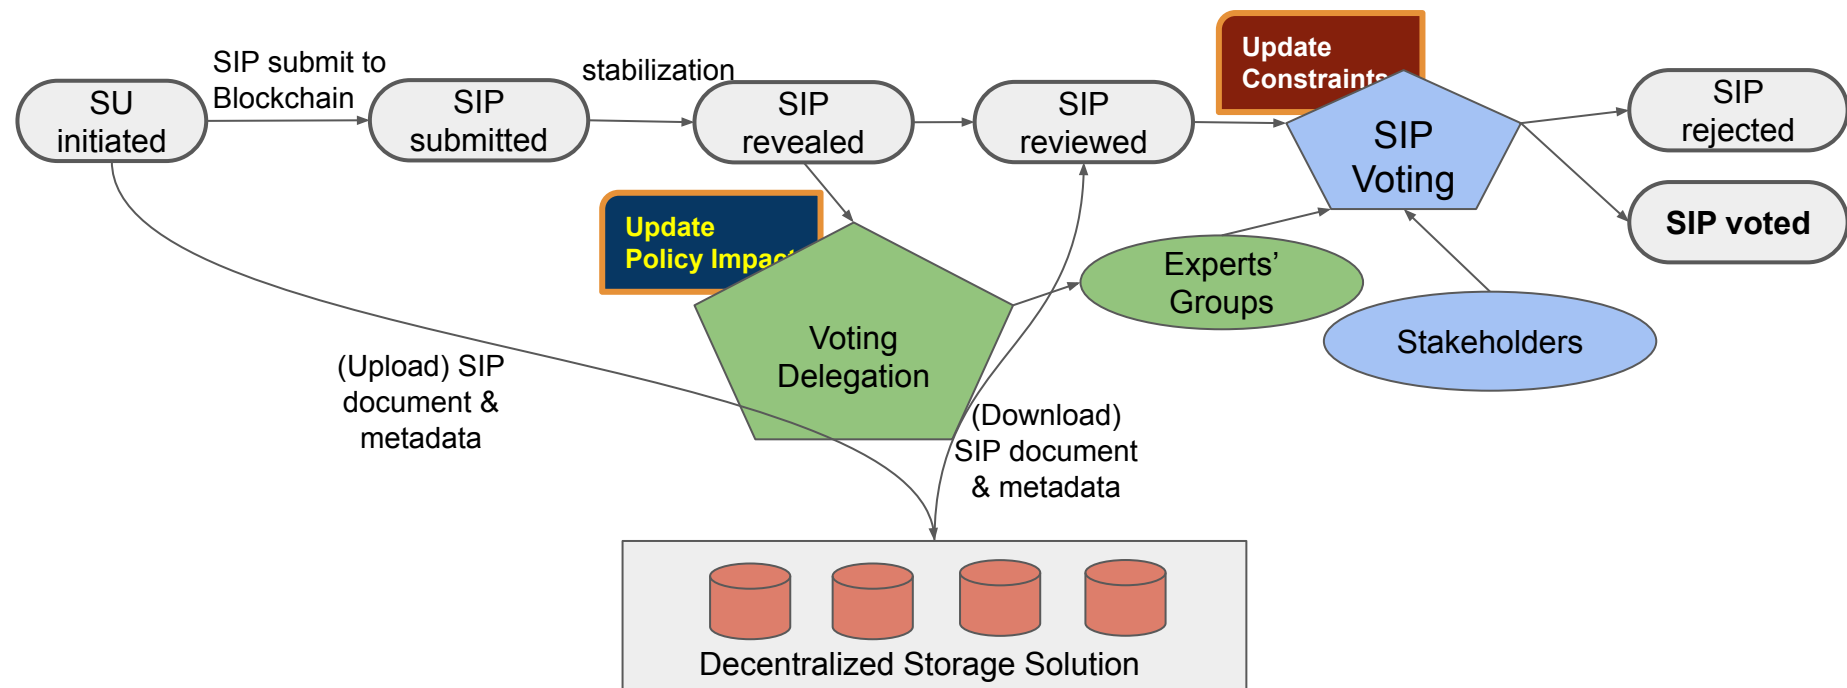 SU
initiated
SIP submit to
Blockchain
SIP
submitted
stabilization
SIP
revealed
SIP
reviewed
Update
Constraints
SIP
Voting
SIP
rejected
SIP voted
Update
Policy Impact
Voting
Delegation
Experts’
Groups
Stakeholders
(Upload) SIP
document &
metadata
(Download)
SIP document
& metadata
Decentralized Storage Solution